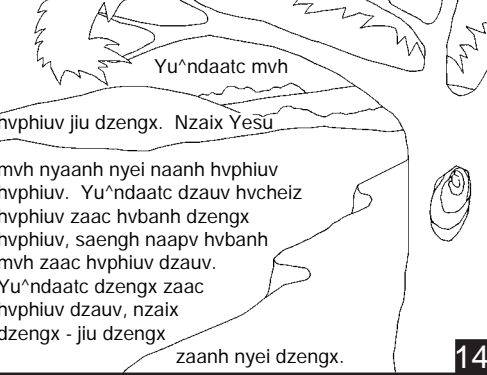 Yu^ndaatc mvh
hvphiuv jiu dzengx. Nzaix Yesu
mvh nyaanh nyei naanh hvphiuv
hvphiuv. Yu^ndaatc dzauv hvcheiz
hvphiuv zaac hvbanh dzengx
hvphiuv, saengh naapv hvbanh
mvh zaac hvphiuv dzauv.
Yu^ndaatc dzengx zaac
hvphiuv dzauv, nzaix
dzengx - jiu dzengx
zaanh nyei dzengx.
14